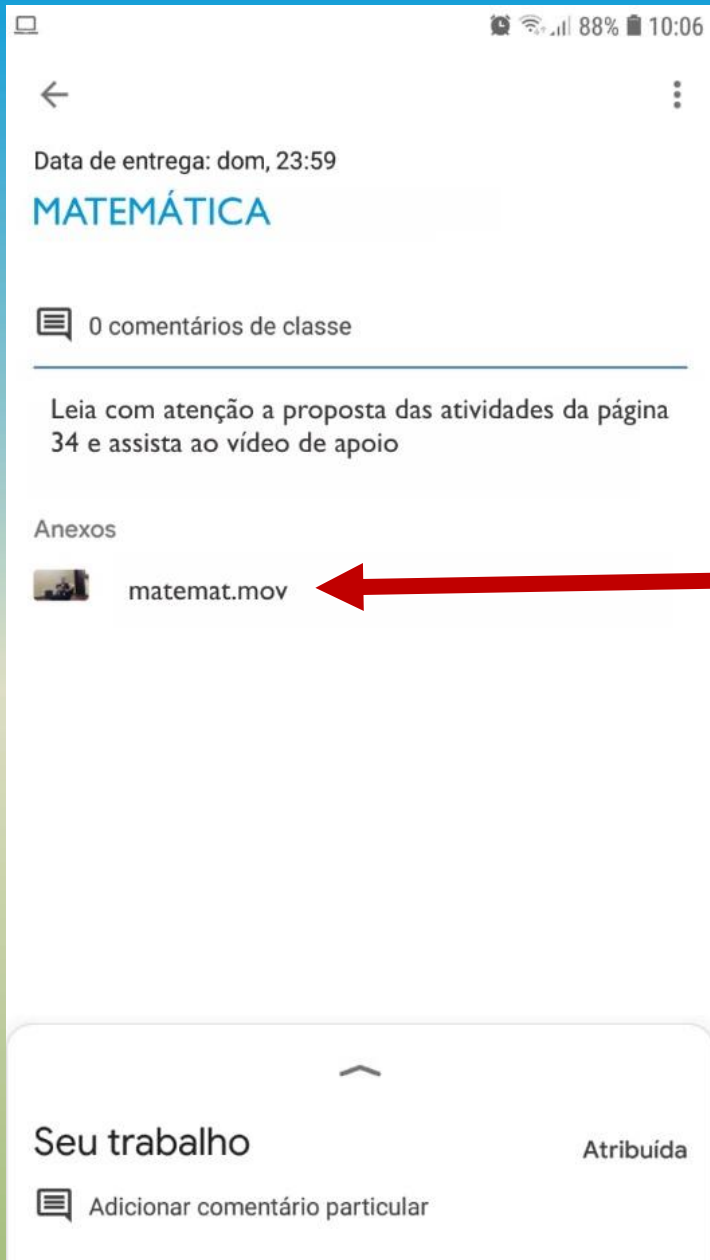 88% 10:06
Data de entrega: dom, 23:59
MATEMÁTICA
0 comentários de classe
Leia com atenção a proposta das atividades da página
34 e assista ao vídeo de apoio
Anexos
matemat.mov
Seu trabalho
Atribuída
Adicionar comentário particular